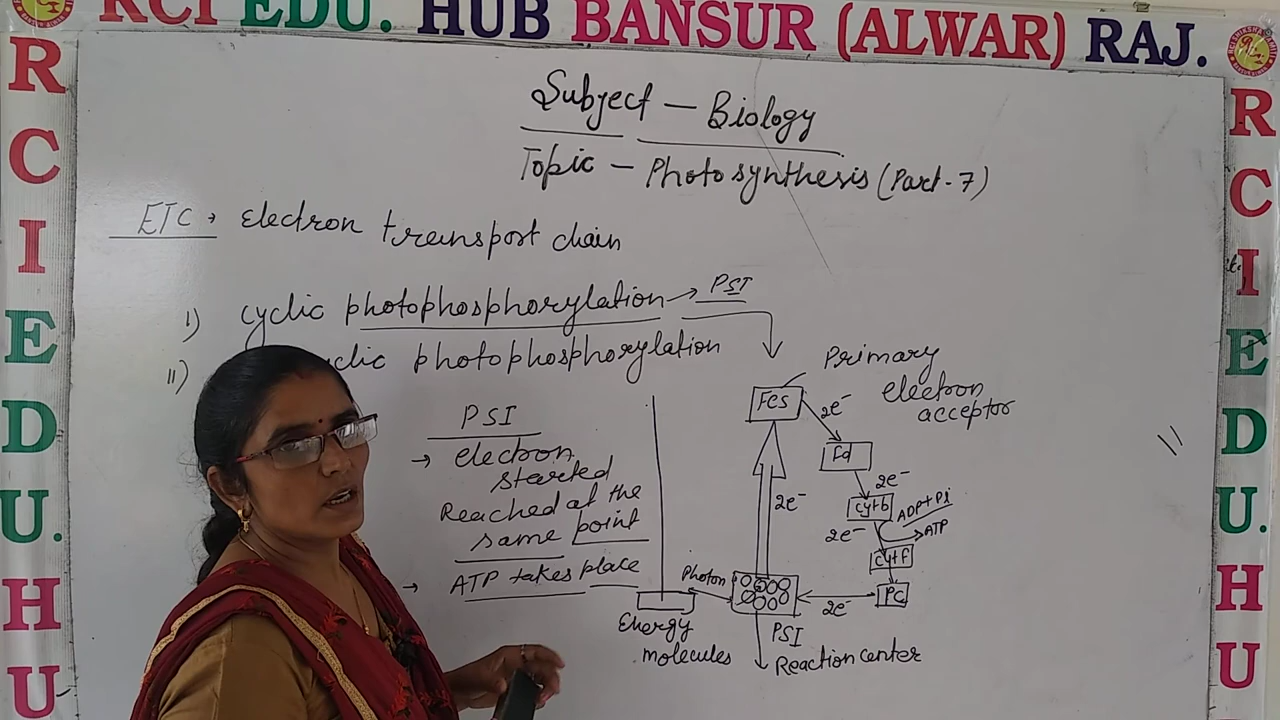 RCI EDU. HUB BANSUR (ALWAR) RAJ.
R
C
I
E
D
U.
H
U
R
C
I
E
D
U.
H
U
Subject - Biology
Topic - Photosynthesis (Part-7)
ETC → Electron transport chain
I) cyclic photophosphorylation → PSI
II) clic photophosphorylation
PSI
→ electron
started
Reached at the
same point
→ ATP takes place
Primary
electron
acceptor
Fes
2e⁻
Fd
2e⁻
cytb
ADP+Pi
ATP
2e⁻
cytf
PC
2e⁻
2e⁻
Photon
PSI
Reaction center
Energy
molecules